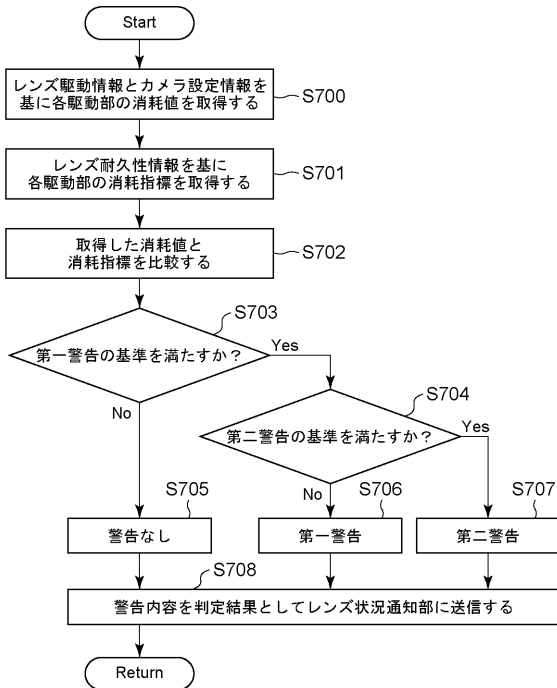 Start
レンズ駆動情報とカメラ設定情報を
基に各駆動部の消耗値を取得する
S700
レンズ耐久性情報を基に
各駆動部の消耗指標を取得する
S701
取得した消耗値と
消耗指標を比較する
S702
S703
第一警告の基準を満たすか？
Yes
No
S704
第二警告の基準を満たすか？
Yes
No
S705
警告なし
S706
第一警告
S707
第二警告
S708
警告内容を判定結果としてレンズ状況通知部に送信する
Return